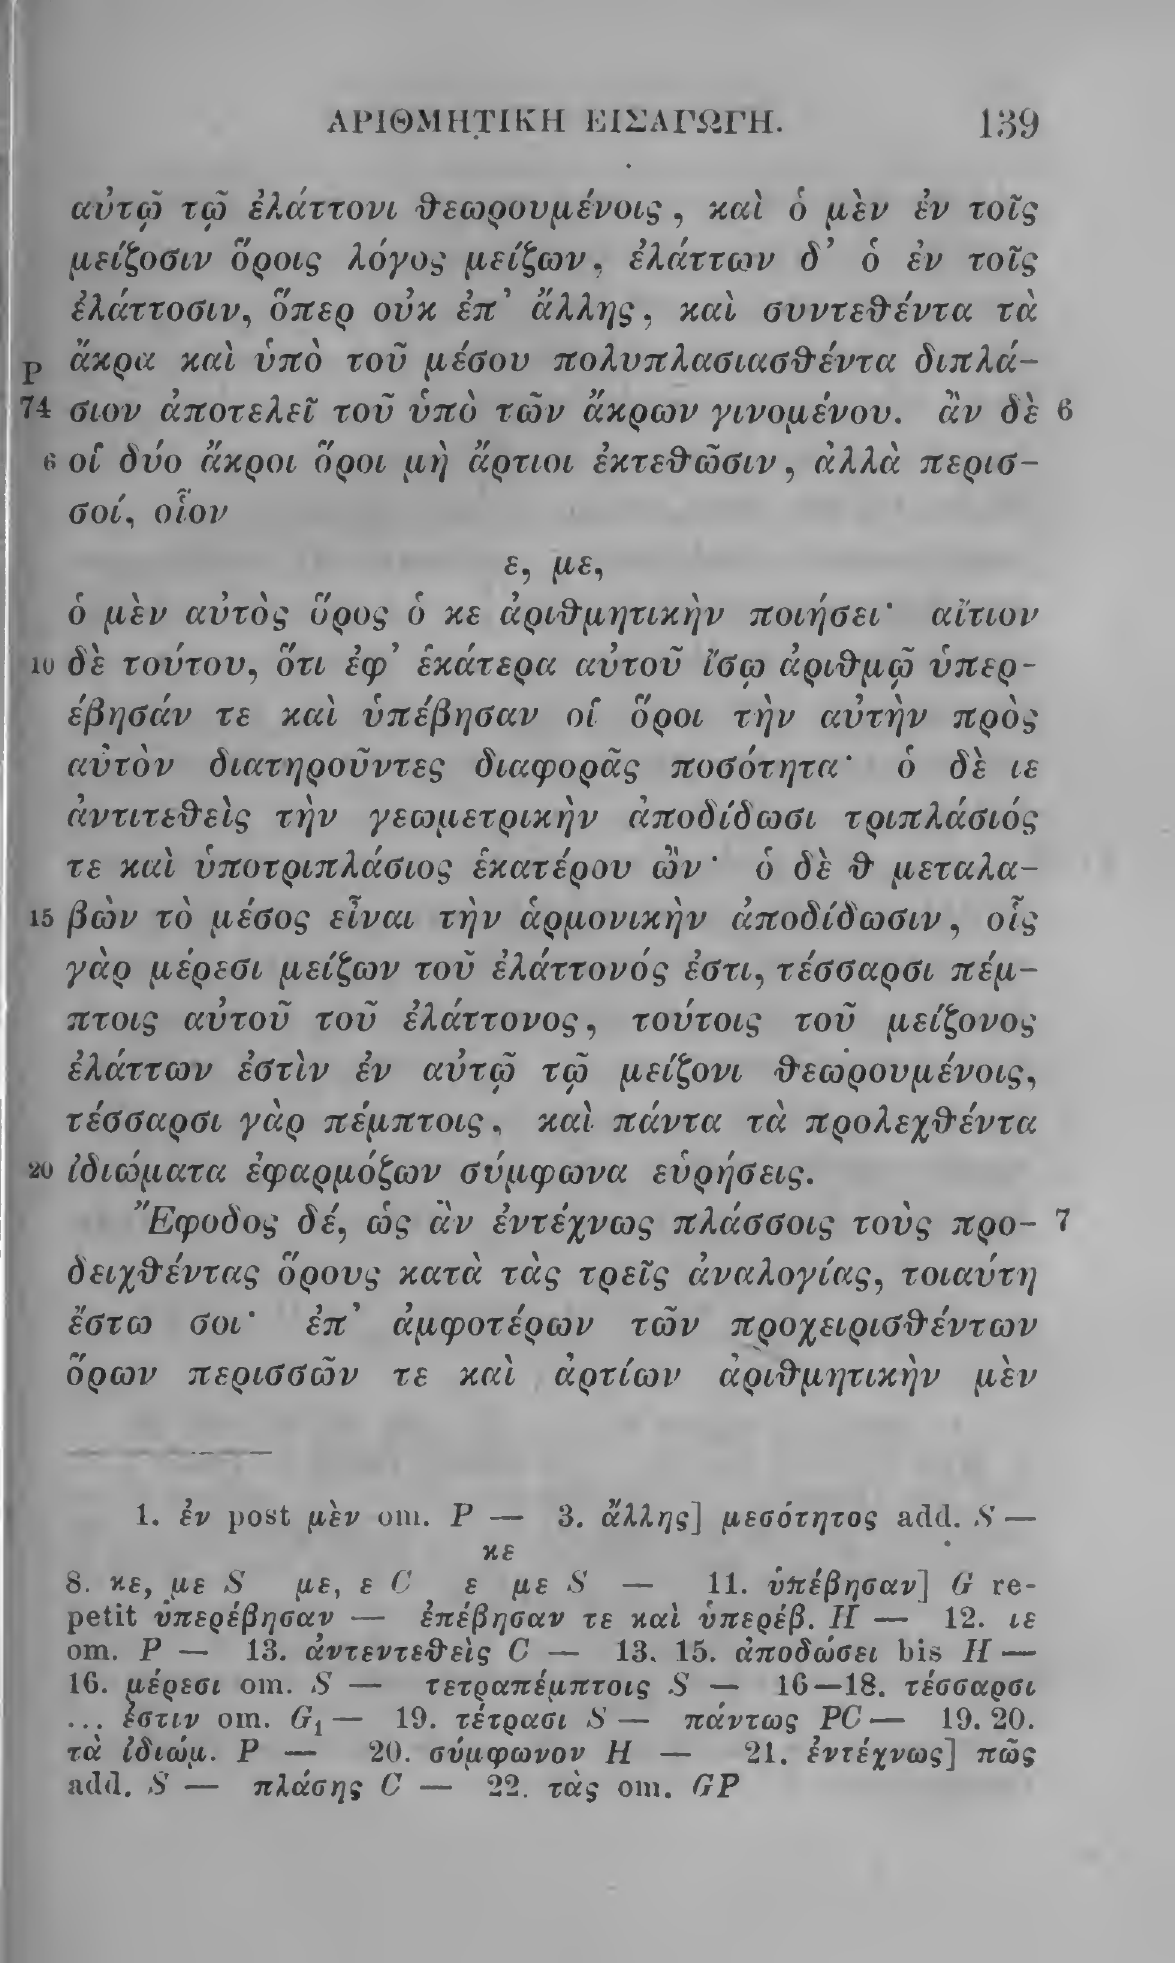 ΑΡΙΘΜΗΤΙΚΗ ΕΙΣΑΓΩΓΗ. 139
αὐτῷ τῷ ἐλάττονι θεωρουμένοις, καὶ ὁ μὲν ἐν τοῖς
μείζοσιν ὅροις λόγος μείζων, ἐλάττων δ’ ὁ ἐν τοῖς
ἐλάττοσιν, ὅπερ οὐκ ἐπ’ ἄλλης, καὶ συντεθέντα τὰ
P ἄκρα καὶ ὑπὸ τοῦ μέσου πολυπλασιασθέντα διπλά-
74 σιον ἀποτελεῖ τοῦ ὑπὸ τῶν ἄκρων γινομένου. ἂν δὲ 6
6 οἱ δύο ἄκροι ὅροι μὴ ἄρτιοι ἐκτεθῶσιν, ἀλλὰ περισ-
σοί, οἷον
ε, με,
ὁ μὲν αὐτὸς ὅρος ὁ κε ἀριθμητικὴν ποιήσει· αἴτιον
10 δὲ τούτου, ὅτι ἐφ’ ἑκάτερα αὐτοῦ ἴσῳ ἀριθμῷ ὑπερ-
έβησάν τε καὶ ὑπέβησαν οἱ ὅροι τὴν αὐτὴν πρὸς
αὐτὸν διατηροῦντες διαφορᾶς ποσότητα· ὁ δὲ ιε
ἀντιτεθεὶς τὴν γεωμετρικὴν ἀποδίδωσι τριπλάσιός
τε καὶ ὑποτριπλάσιος ἑκατέρου ὤν· ὁ δὲ θ μεταλα-
15 βὼν τὸ μέσος εἶναι τὴν ἁρμονικὴν ἀποδίδωσιν, οἷς
γὰρ μέρεσι μείζων τοῦ ἐλάττονός ἐστι, τέσσαρσι πέμ-
πτοις αὐτοῦ τοῦ ἐλάττονος, τούτοις τοῦ μείζονος
ἐλάττων ἐστὶν ἐν αὐτῷ τῷ μείζονι θεωρουμένοις,
τέσσαρσι γὰρ πέμπτοις, καὶ πάντα τὰ προλεχθέντα
20 ἰδιώματα ἐφαρμόζων σύμφωνα εὑρήσεις.
Ἔφοδος δέ, ὡς ἂν ἐντέχνως πλάσσοις τοὺς προ- 7
δειχθέντας ὅρους κατὰ τὰς τρεῖς ἀναλογίας, τοιαύτη
ἔστω σοι· ἐπ’ ἀμφοτέρων τῶν προχειρισθέντων
ὅρων περισσῶν τε καὶ ἀρτίων ἀριθμητικὴν μὲν
1. ἐν post μὲν om. P — 3. ἄλλης] μεσότητος add. S —
κε
8. κε, με S με, ε C ε με S — 11. ὑπέβησαν] G re-
petit ὑπερέβησαν — ἐπέβησαν τε καὶ ὑπερέβ. H — 12. ιε
om. P — 13. ἀντεντεθεὶς C — 13. 15. ἀποδώσει bis H —
16. μέρεσι om. S — τετραπέμπτοις S — 16—18. τέσσαρσι
... ἐστιν om. G₁ — 19. τέτρασι S — πάντως PC — 19. 20.
τὰ ἰδιώμ. P — 20. σύμφωνον H — 21. ἐντέχνως] πῶς
add. S — πλάσης C — 22. τὰς om. GP